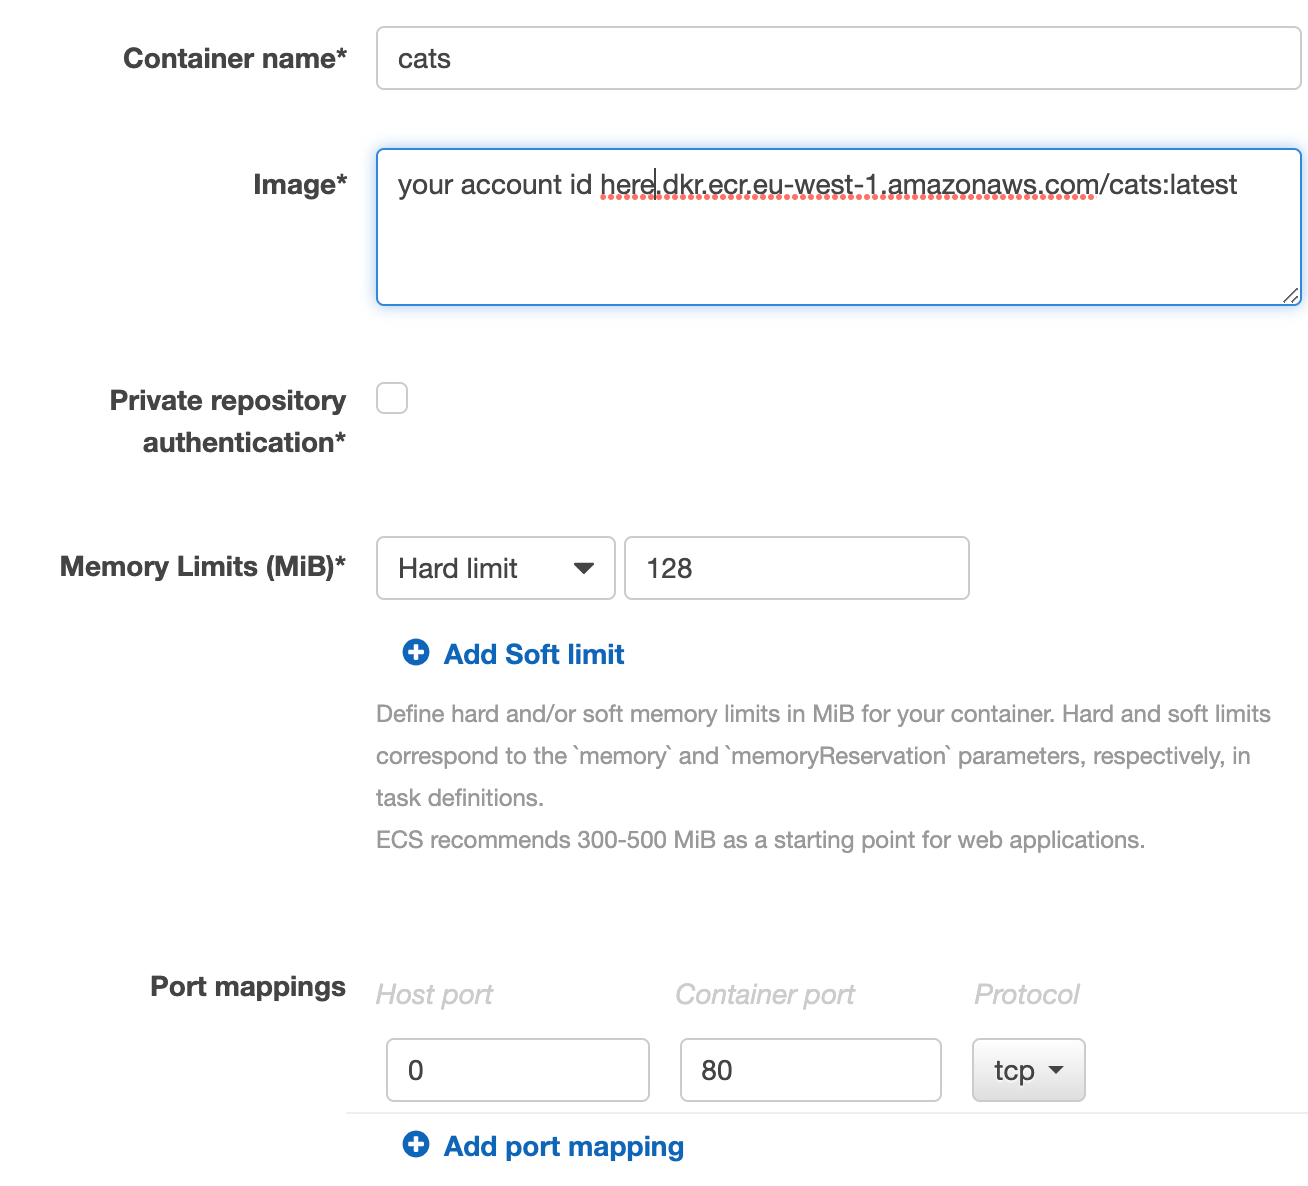 Container name*
cats
Image*
your account id here.dkr.ecr.eu-west-1.amazonaws.com/cats:latest
Private repository
authentication*
Memory Limits (MiB)*
Hard limit
128
Add Soft limit
Define hard and/or soft memory limits in MiB for your container. Hard and soft limits
correspond to the `memory` and `memoryReservation` parameters, respectively, in
task definitions.
ECS recommends 300-500 MiB as a starting point for web applications.
Port mappings
Host port
Container port
Protocol
0
80
tcp
Add port mapping